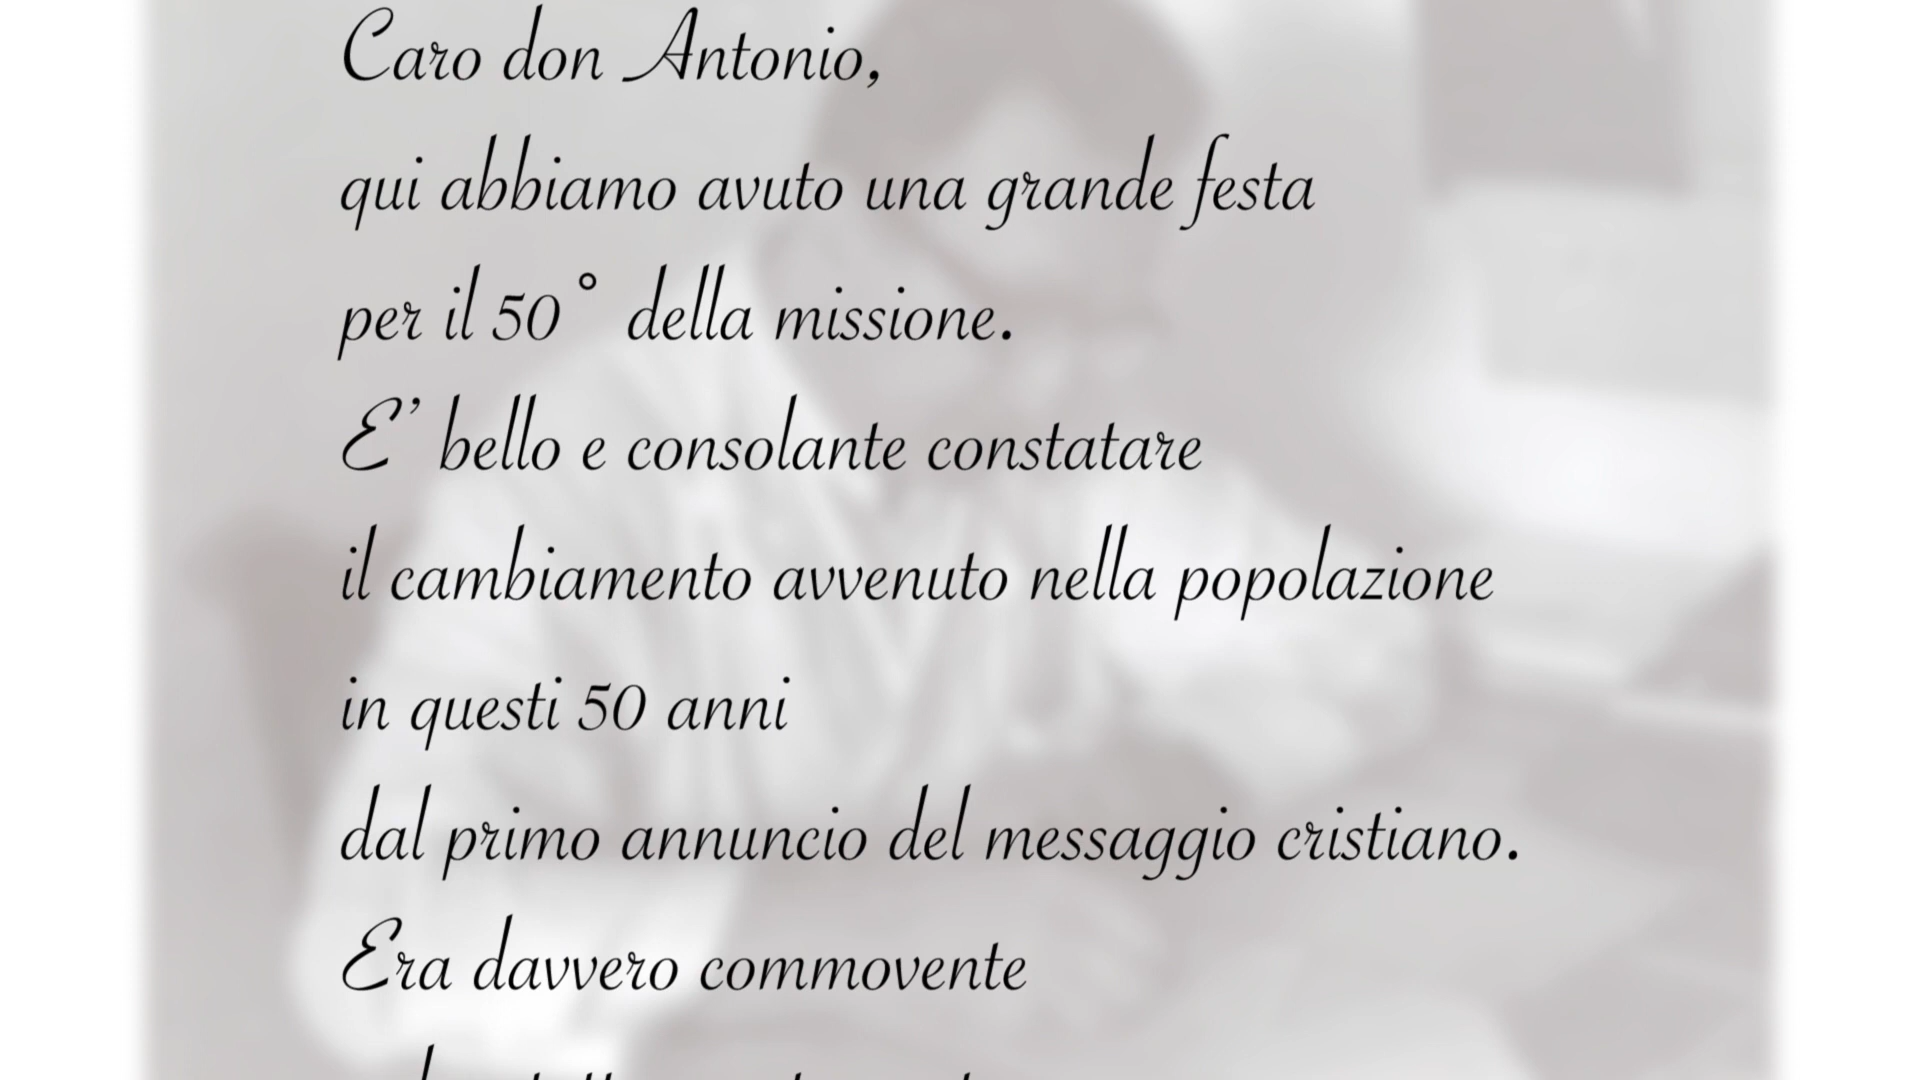 Caro don Antonio,
qui abbiamo avuto una grande festa
per il 50° della missione.
E’ bello e consolante constatare
il cambiamento avvenuto nella popolazione
in questi 50 anni
dal primo annuncio del messaggio cristiano.
Era davvero commovente